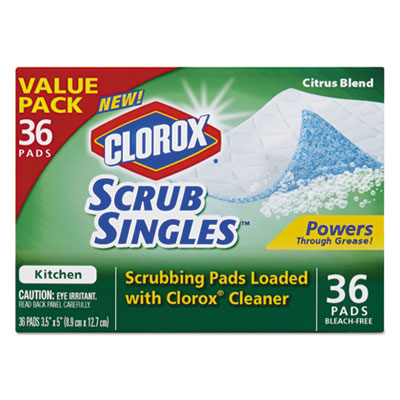 VALUE
PACK
36
PADS
NEW!
Citrus Blend
CLOROX
SCRUB
SINGLES™
Powers
Through Grease!
Kitchen
CAUTION: EYE IRRITANT.
READ BACK PANEL CAREFULLY.
36 PADS 3.5" x 5" (8.9 cm x 12.7 cm)
Scrubbing Pads Loaded
with Clorox® Cleaner
36
PADS
BLEACH-FREE